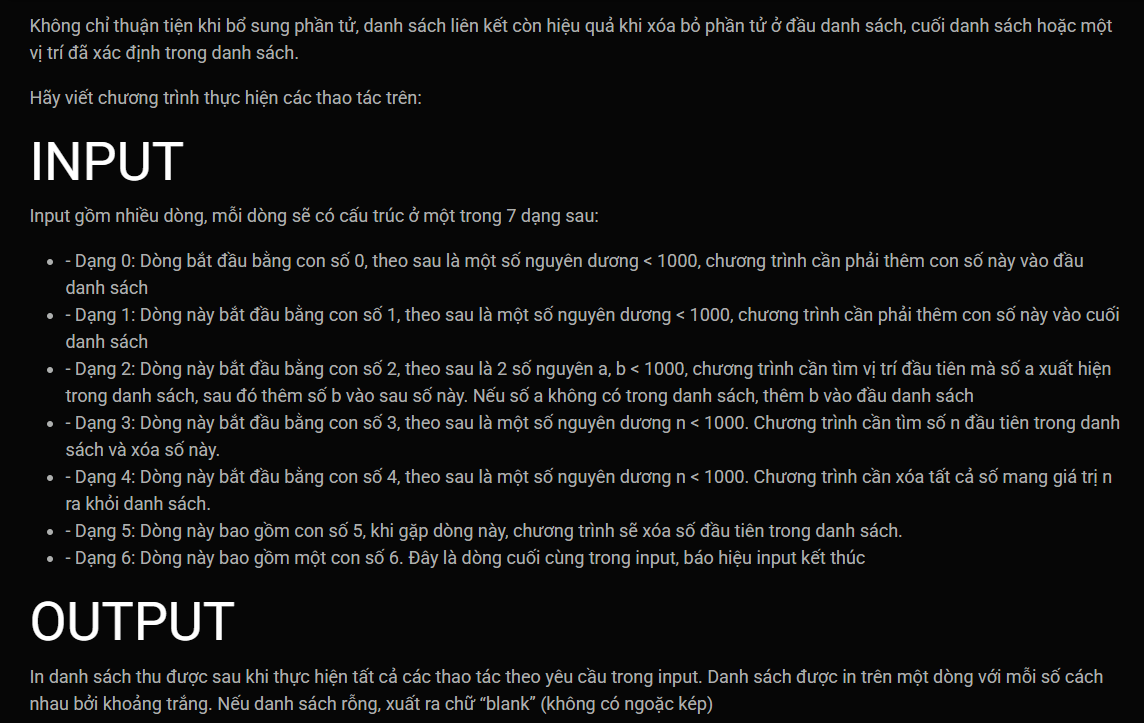 Không chỉ thuận tiện khi bổ sung phần tử, danh sách liên kết còn hiệu quả khi xóa bỏ phần tử ở đầu danh sách, cuối danh sách hoặc một
vị trí đã xác định trong danh sách.
Hãy viết chương trình thực hiện các thao tác trên:
INPUT
Input gồm nhiều dòng, mỗi dòng sẽ có cấu trúc ở một trong 7 dạng sau:
• - Dạng 0: Dòng bắt đầu bằng con số 0, theo sau là một số nguyên dương < 1000, chương trình cần phải thêm con số này vào đầu
danh sách
• - Dạng 1: Dòng này bắt đầu bằng con số 1, theo sau là một số nguyên dương < 1000, chương trình cần phải thêm con số này vào cuối
danh sách
• - Dạng 2: Dòng này bắt đầu bằng con số 2, theo sau là 2 số nguyên a, b < 1000, chương trình cần tìm vị trí đầu tiên mà số a xuất hiện
trong danh sách, sau đó thêm số b vào sau số này. Nếu số a không có trong danh sách, thêm b vào đầu danh sách
• - Dạng 3: Dòng này bắt đầu bằng con số 3, theo sau là một số nguyên dương n < 1000. Chương trình cần tìm số n đầu tiên trong danh
sách và xóa số này.
• - Dạng 4: Dòng này bắt đầu bằng con số 4, theo sau là một số nguyên dương n < 1000. Chương trình cần xóa tất cả số mang giá trị n
ra khỏi danh sách.
• - Dạng 5: Dòng này bao gồm con số 5, khi gặp dòng này, chương trình sẽ xóa số đầu tiên trong danh sách.
• - Dạng 6: Dòng này bao gồm một con số 6. Đây là dòng cuối cùng trong input, báo hiệu input kết thúc
OUTPUT
In danh sách thu được sau khi thực hiện tất cả các thao tác theo yêu cầu trong input. Danh sách được in trên một dòng với mỗi số cách
nhau bởi khoảng trắng. Nếu danh sách rỗng, xuất ra chữ “blank” (không có ngoặc kép)